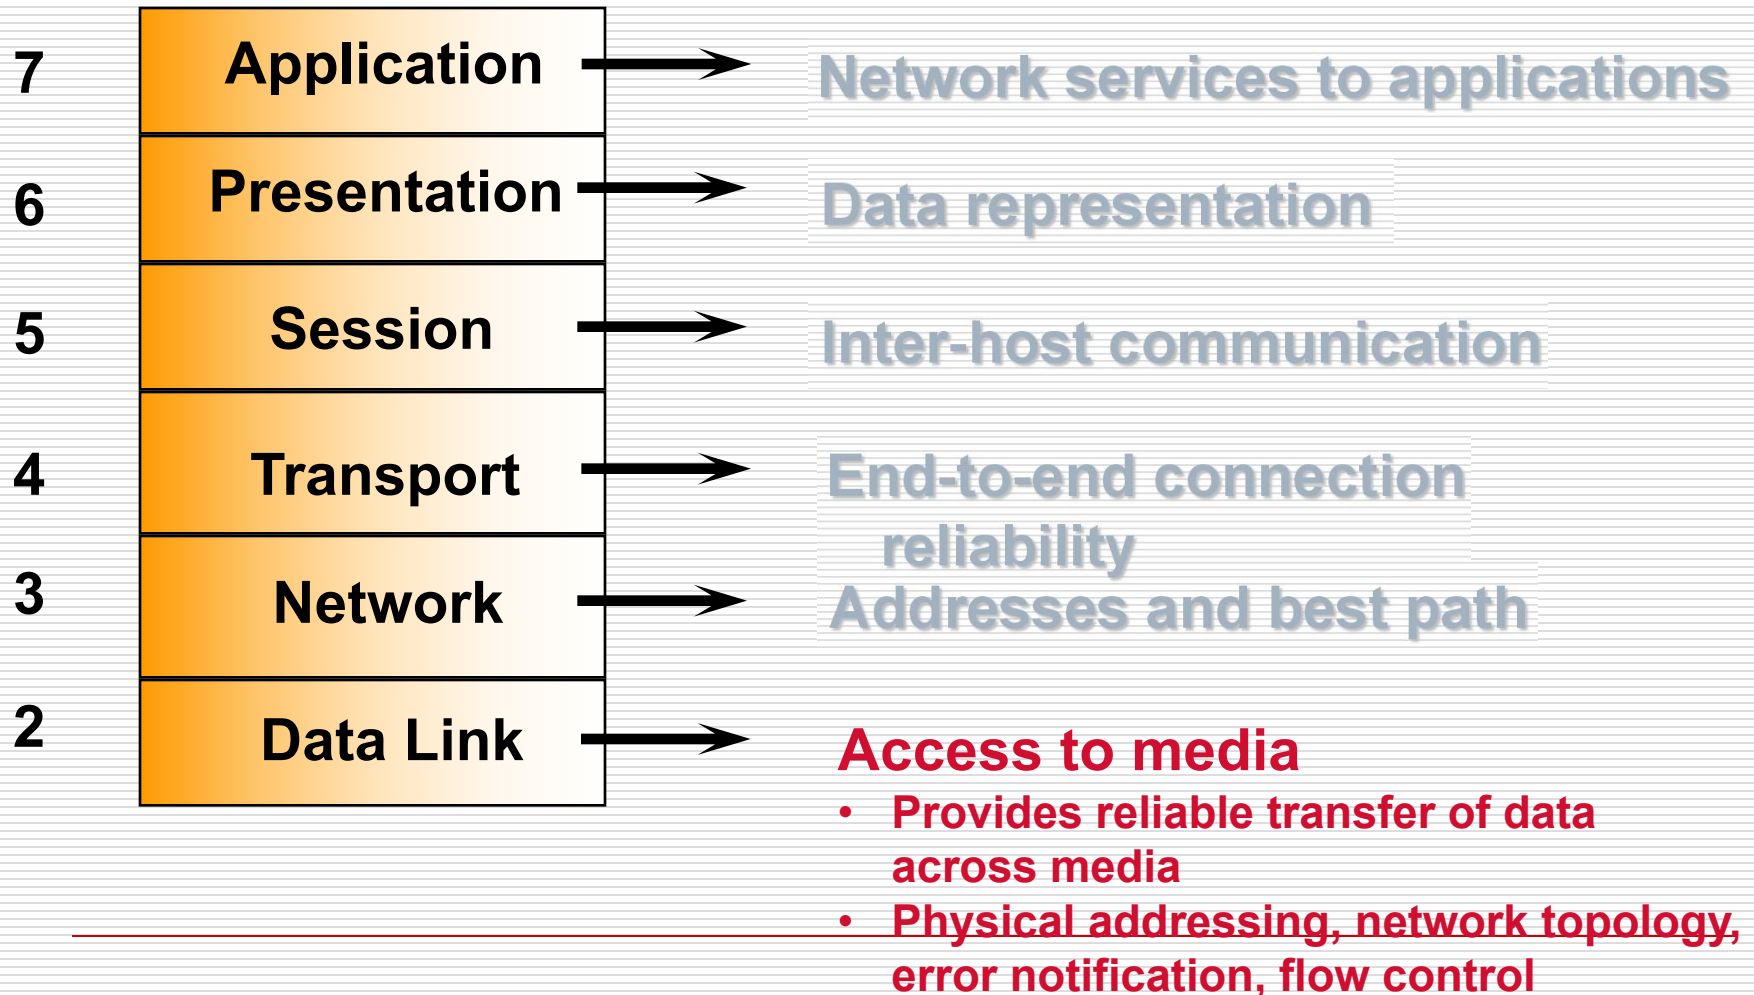 7 Application Network services to applications
6 Presentation Data representation
5 Session Inter-host communication
4 Transport End-to-end connection
reliability
3 Network Addresses and best path
2 Data Link Access to media
• Provides reliable transfer of data
across media
• Physical addressing, network topology,
error notification, flow control